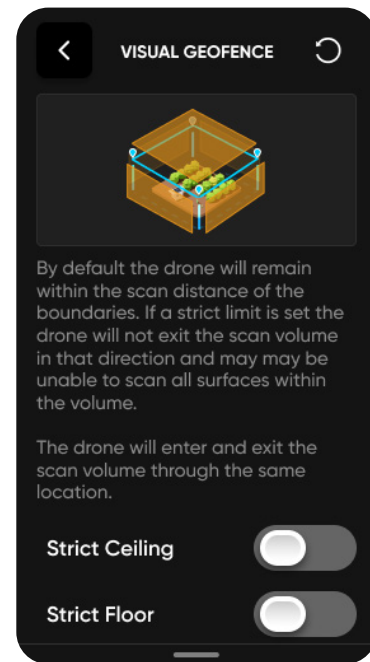 VISUAL GEOFENCE
By default the drone will remain
within the scan distance of the
boundaries. If a strict limit is set the
drone will not exit the scan volume
in that direction and may may be
unable to scan all surfaces within
the volume.
The drone will enter and exit the
scan volume through the same
location.
Strict Ceiling
Strict Floor